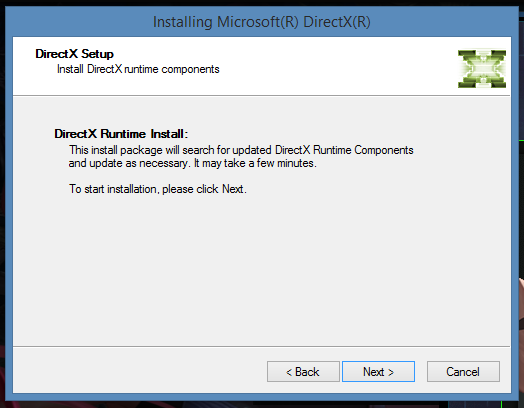 Installing Microsoft(R) DirectX(R)
DirectX Setup
Install DirectX runtime components
DirectX Runtime Install:
This install package will search for updated DirectX Runtime Components
and update as necessary. It may take a few minutes.
To start installation, please click Next.
< Back
Next >
Cancel